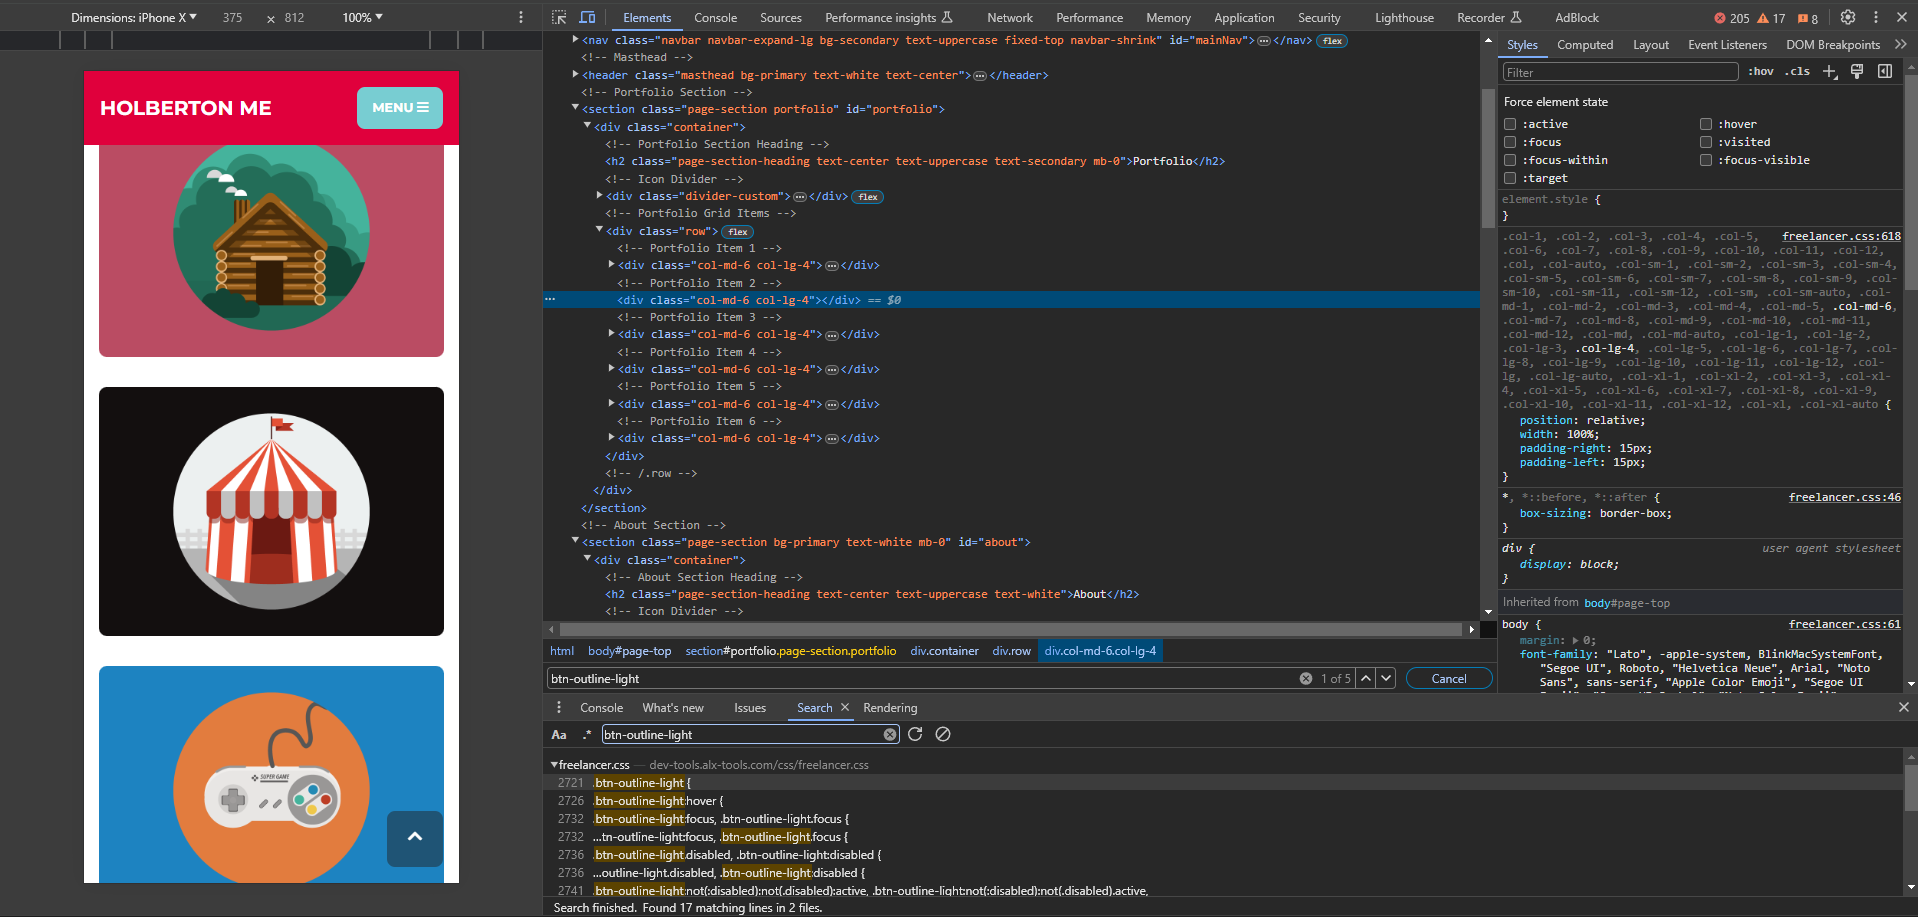 Dimensions: iPhone X ▼ 375 × 812 100% ▼
HOLBERTON ME
MENU
SUPER GAME
Elements Console Sources Performance insights Network Performance Memory Application Security Lighthouse Recorder AdBlock 205 17 8
<nav class="navbar navbar-expand-lg bg-secondary text-uppercase fixed-top navbar-shrink" id="mainNav">…</nav> flex
<!-- Masthead -->
<header class="masthead bg-primary text-white text-center">…</header>
<!-- Portfolio Section -->
<section class="page-section portfolio" id="portfolio">
<div class="container">
<!-- Portfolio Section Heading -->
<h2 class="page-section-heading text-center text-uppercase text-secondary mb-0">Portfolio</h2>
<!-- Icon Divider -->
<div class="divider-custom">…</div> flex
<!-- Portfolio Grid Items -->
<div class="row"> flex
<!-- Portfolio Item 1 -->
<div class="col-md-6 col-lg-4">…</div>
<!-- Portfolio Item 2 -->
… <div class="col-md-6 col-lg-4"></div> == $0
<!-- Portfolio Item 3 -->
<div class="col-md-6 col-lg-4">…</div>
<!-- Portfolio Item 4 -->
<div class="col-md-6 col-lg-4">…</div>
<!-- Portfolio Item 5 -->
<div class="col-md-6 col-lg-4">…</div>
<!-- Portfolio Item 6 -->
<div class="col-md-6 col-lg-4">…</div>
</div>
<!-- /.row -->
</div>
</section>
<!-- About Section -->
<section class="page-section bg-primary text-white mb-0" id="about">
<div class="container">
<!-- About Section Heading -->
<h2 class="page-section-heading text-center text-uppercase text-white">About</h2>
<!-- Icon Divider -->
html body#page-top section#portfolio.page-section.portfolio div.container div.row div.col-md-6.col-lg-4
btn-outline-light 1 of 5 Cancel
Console What's new Issues Search × Rendering
Aa .* btn-outline-light
▼freelancer.css — dev-tools.alx-tools.com/css/freelancer.css
2721 .btn-outline-light {
2726 .btn-outline-light:hover {
2732 .btn-outline-light:focus, .btn-outline-light.focus {
2732 …tn-outline-light:focus, .btn-outline-light.focus {
2736 .btn-outline-light.disabled, .btn-outline-light:disabled {
2736 …outline-light.disabled, .btn-outline-light:disabled {
2741 .btn-outline-light:not(:disabled):not(.disabled):active, .btn-outline-light:not(:disabled):not(.disabled).active,
Search finished. Found 17 matching lines in 2 files.
Styles Computed Layout Event Listeners DOM Breakpoints
Filter :hov .cls
Force element state
:active :hover
:focus :visited
:focus-within :focus-visible
:target
element.style {
}
.col-1, .col-2, .col-3, .col-4, .col-5, freelancer.css:618
.col-6, .col-7, .col-8, .col-9, .col-10, .col-11, .col-12,
.col, .col-auto, .col-sm-1, .col-sm-2, .col-sm-3, .col-sm-4,
.col-sm-5, .col-sm-6, .col-sm-7, .col-sm-8, .col-sm-9, .col-
sm-10, .col-sm-11, .col-sm-12, .col-sm, .col-sm-auto, .col-
md-1, .col-md-2, .col-md-3, .col-md-4, .col-md-5, .col-md-6,
.col-md-7, .col-md-8, .col-md-9, .col-md-10, .col-md-11,
.col-md-12, .col-md, .col-md-auto, .col-lg-1, .col-lg-2,
.col-lg-3, .col-lg-4, .col-lg-5, .col-lg-6, .col-lg-7, .col-
lg-8, .col-lg-9, .col-lg-10, .col-lg-11, .col-lg-12, .col-
lg, .col-lg-auto, .col-xl-1, .col-xl-2, .col-xl-3, .col-xl-
4, .col-xl-5, .col-xl-6, .col-xl-7, .col-xl-8, .col-xl-9,
.col-xl-10, .col-xl-11, .col-xl-12, .col-xl, .col-xl-auto {
position: relative;
width: 100%;
padding-right: 15px;
padding-left: 15px;
}
*, *::before, *::after { freelancer.css:46
box-sizing: border-box;
}
div { user agent stylesheet
display: block;
}
Inherited from body#page-top
body { freelancer.css:61
margin: ▶ 0;
font-family: "Lato", -apple-system, BlinkMacSystemFont,
"Segoe UI", Roboto, "Helvetica Neue", Arial, "Noto
Sans", sans-serif, "Apple Color Emoji", "Segoe UI